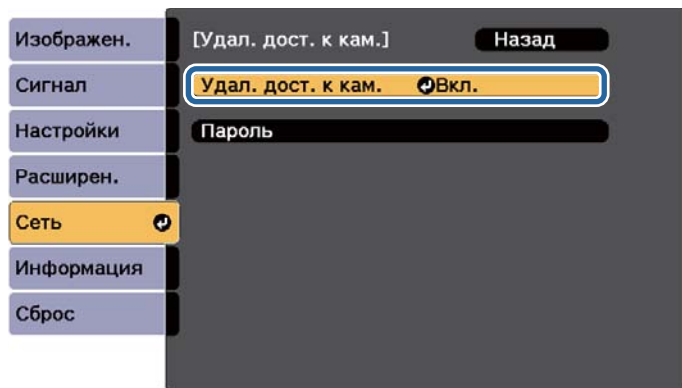 Изображен.
Сигнал
Настройки
Расширен.
Сеть
Информация
Сброс
[Удал. дост. к кам.] Назад
Удал. дост. к кам. Вкл.
Пароль